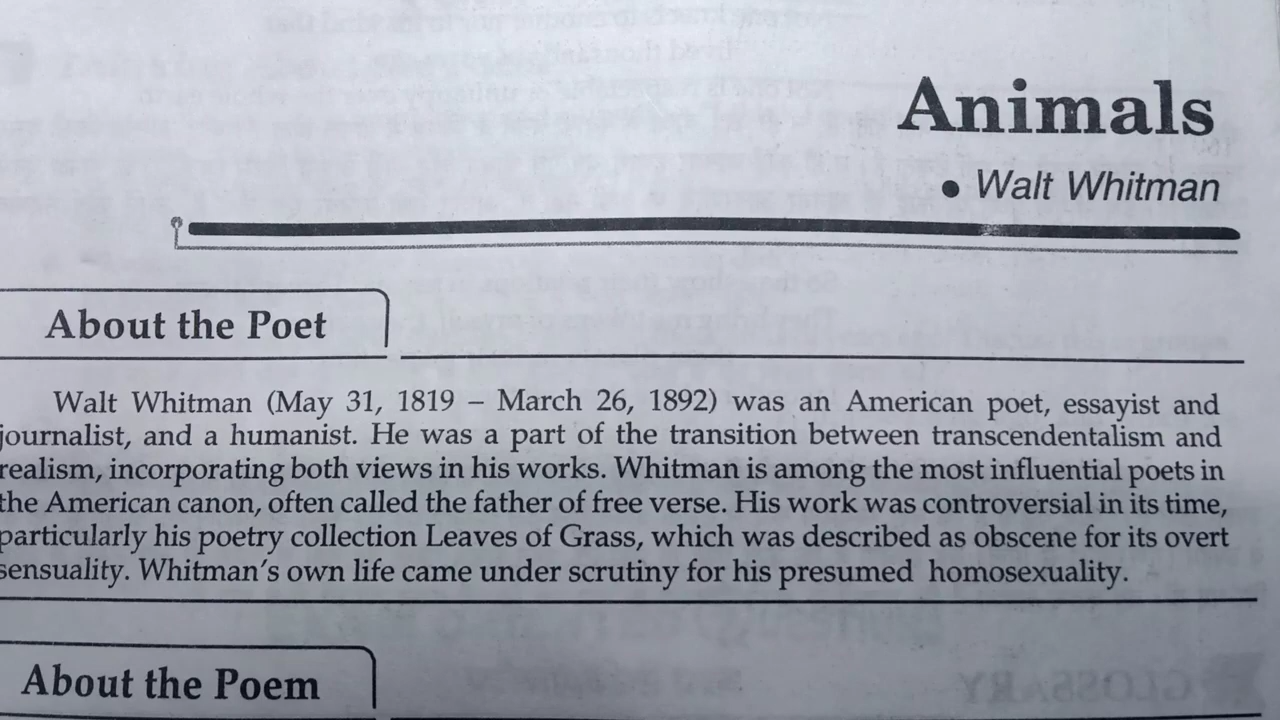 Animals
• Walt Whitman
About the Poet
Walt Whitman (May 31, 1819 – March 26, 1892) was an American poet, essayist and
journalist, and a humanist. He was a part of the transition between transcendentalism and
realism, incorporating both views in his works. Whitman is among the most influential poets in
the American canon, often called the father of free verse. His work was controversial in its time,
particularly his poetry collection Leaves of Grass, which was described as obscene for its overt
sensuality. Whitman's own life came under scrutiny for his presumed homosexuality.
About the Poem
GLOSSARY